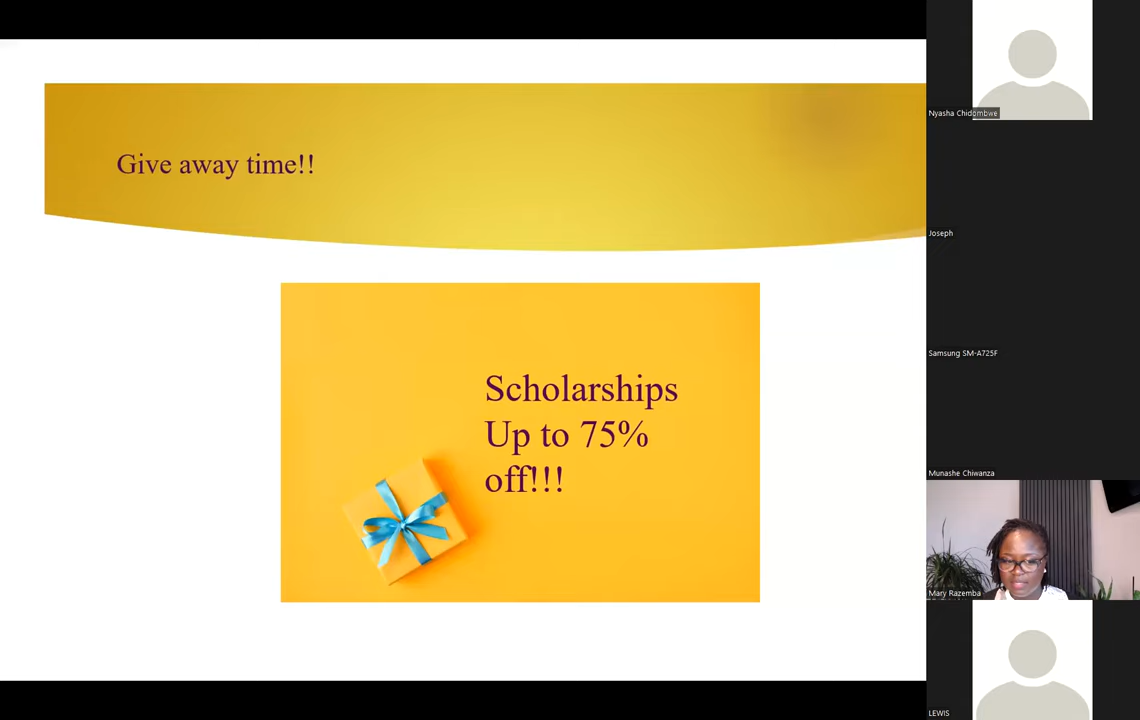 Give away time!!
Scholarships
Up to 75%
off!!!
Nyasha Chidombwe
Joseph
Samsung SM-A725F
Munashe Chiwanza
Mary Razemba
LEWIS